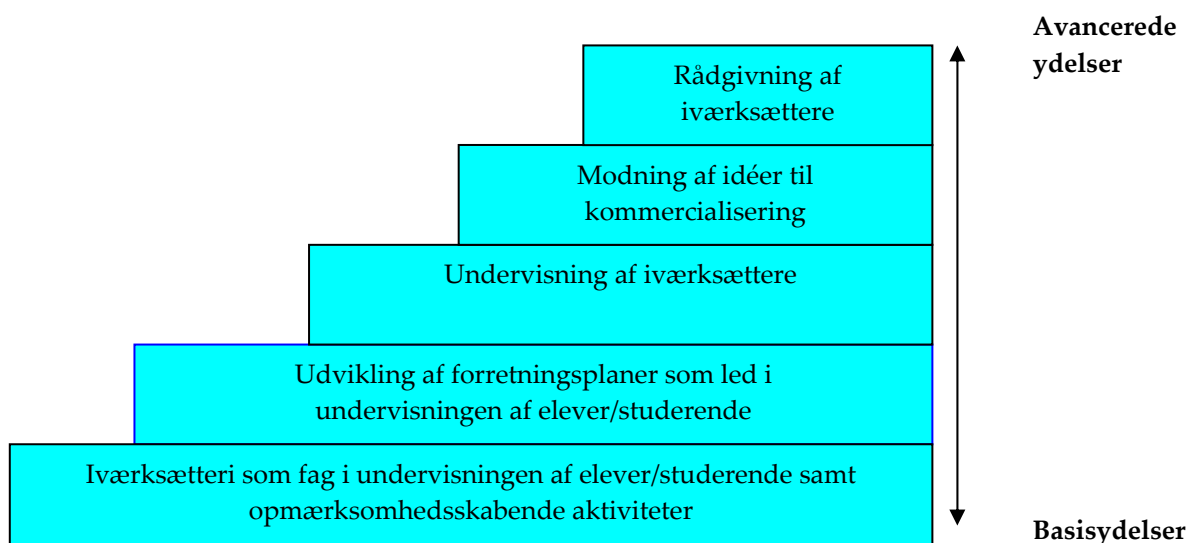 Avancerede
ydelser
Rådgivning af
iværksættere
Modning af idéer til
kommercialisering
Undervisning af iværksættere
Udvikling af forretningsplaner som led i
undervisningen af elever/studerende
Iværksætteri som fag i undervisningen af elever/studerende samt
opmærksomhedsskabende aktiviteter
Basisydelser